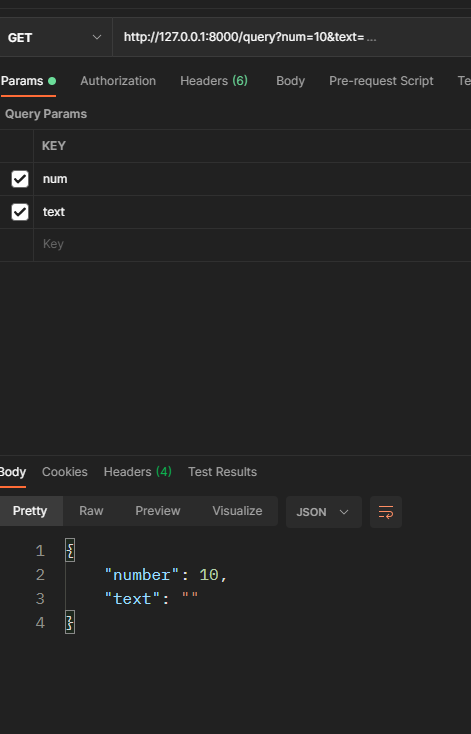 GET http://127.0.0.1:8000/query?num=10&text= ...
Params Authorization Headers (6) Body Pre-request Script Te
Query Params
KEY
num
text
Key
Body Cookies Headers (4) Test Results
Pretty Raw Preview Visualize JSON
1 {
2 "number": 10,
3 "text": ""
4 }